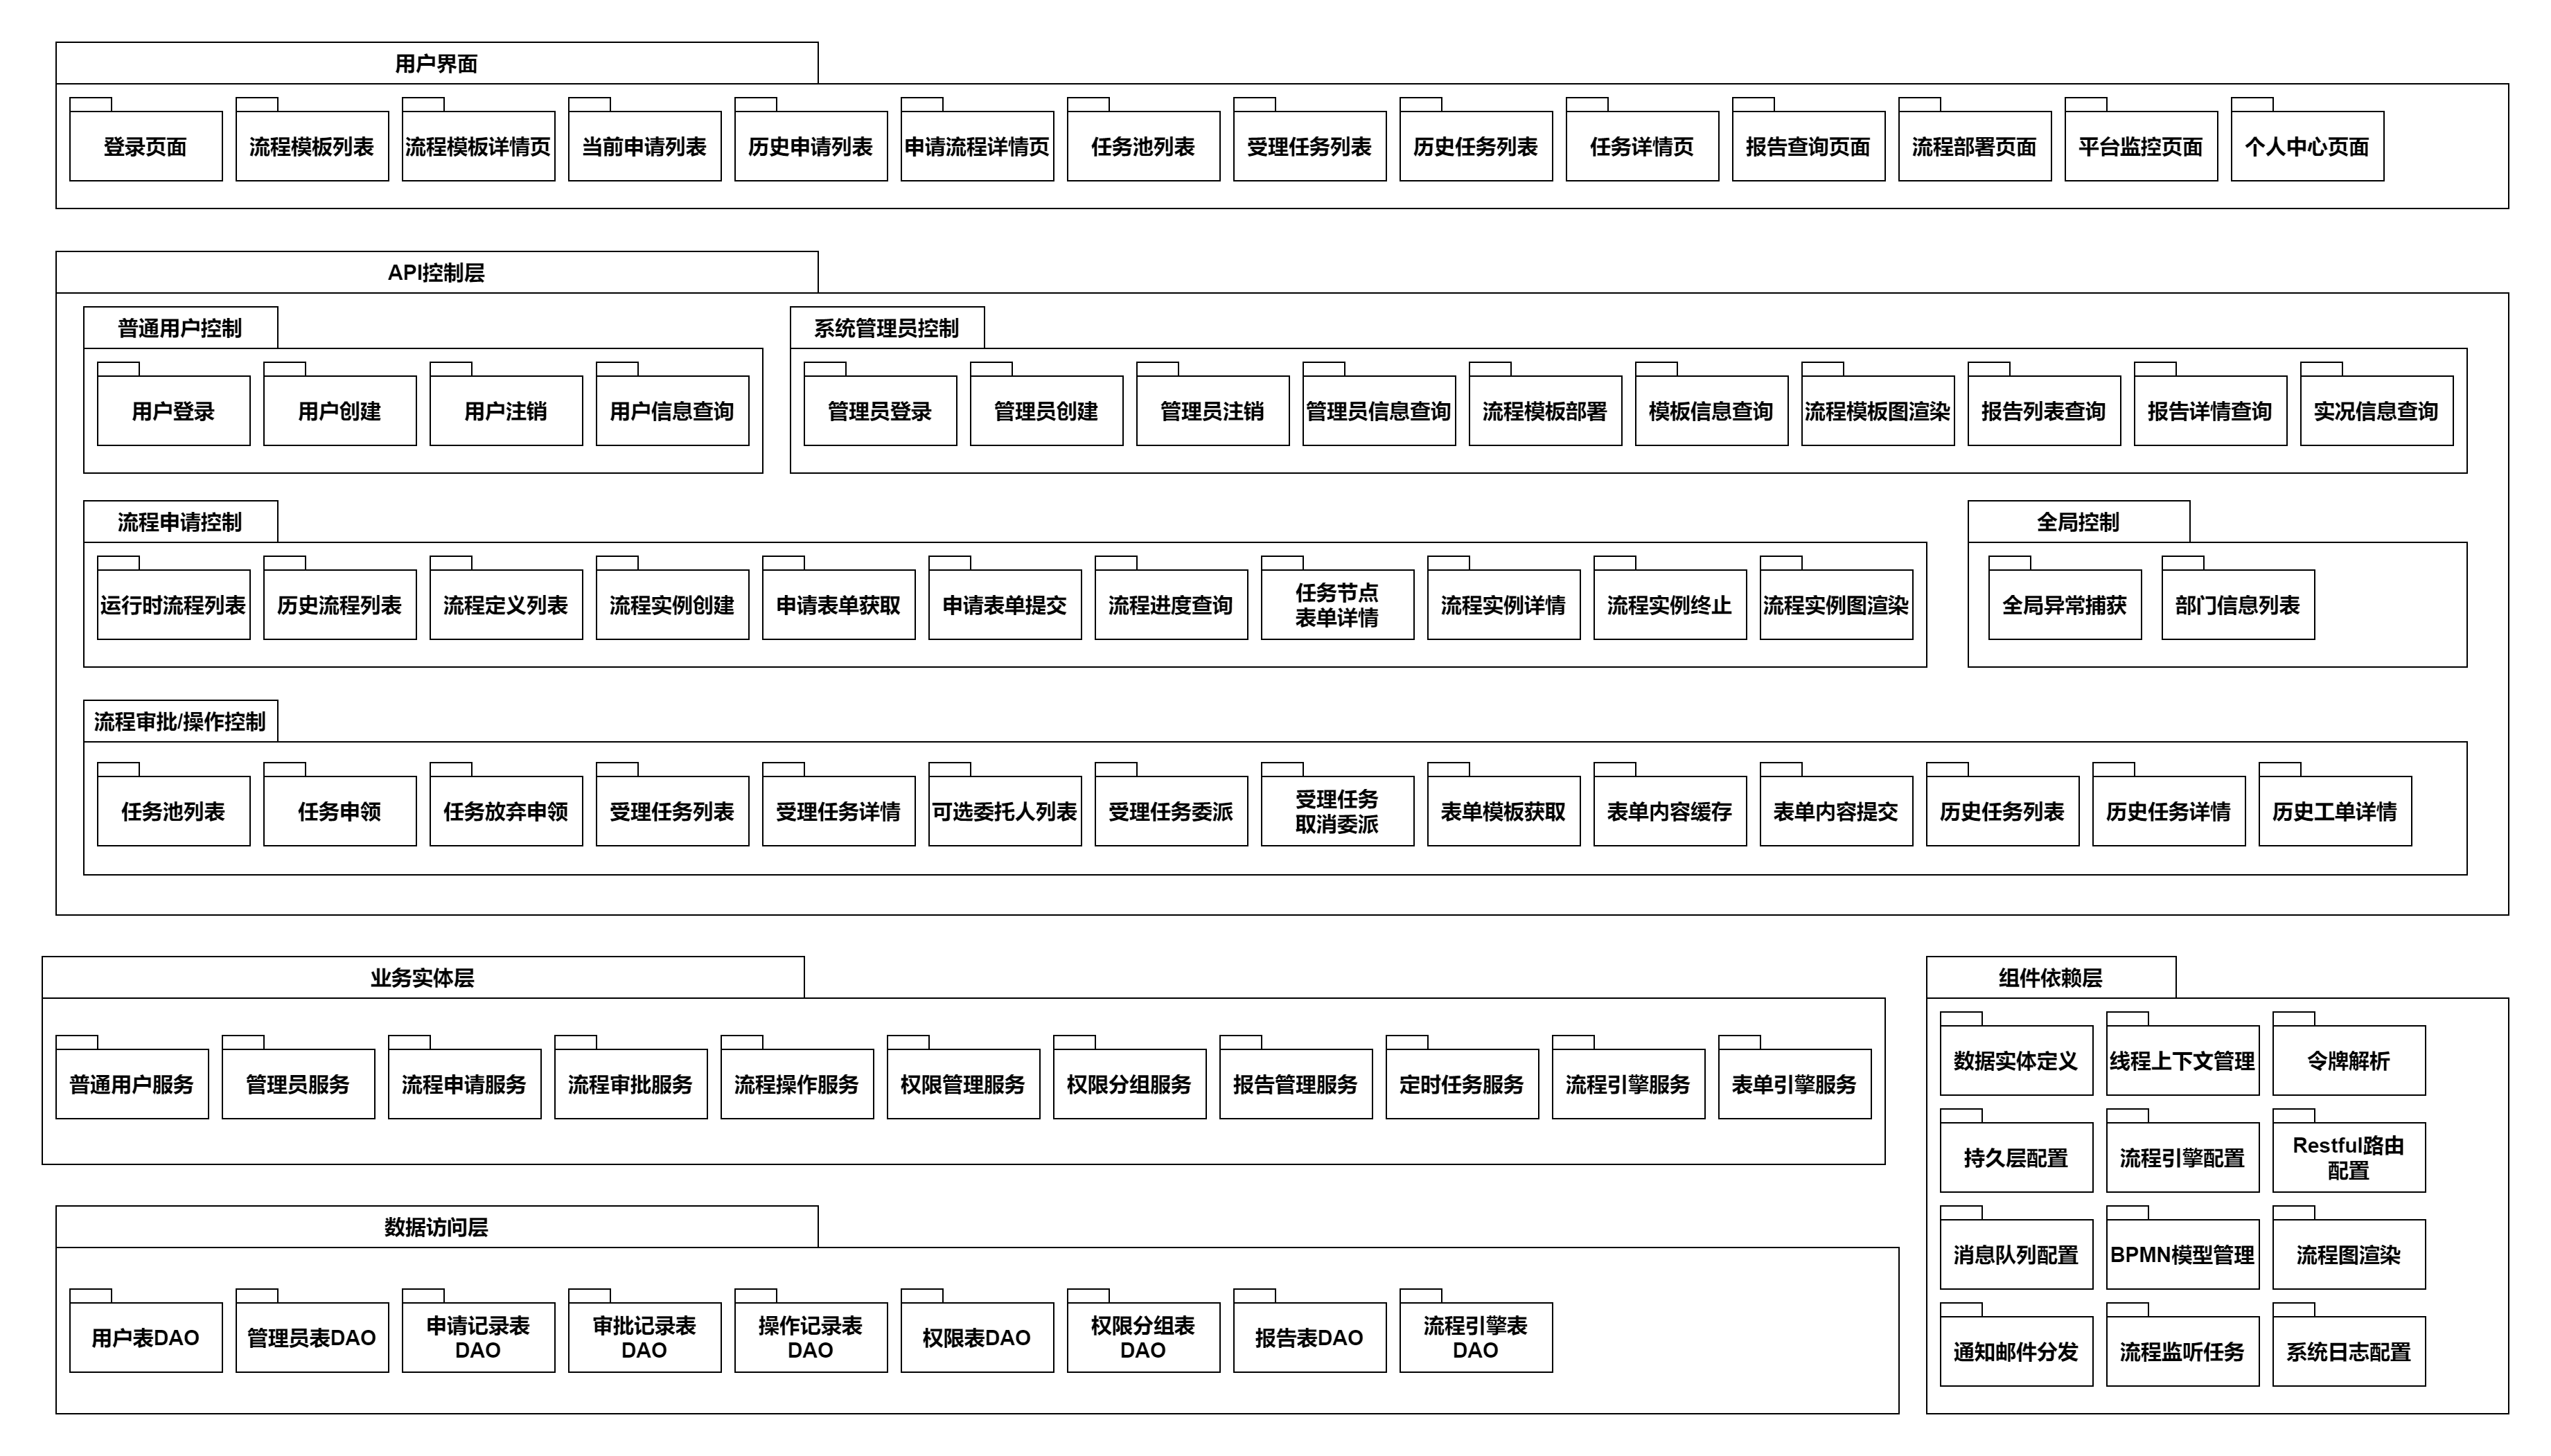 用户界面
登录页面
流程模板列表
流程模板详情页
当前申请列表
历史申请列表
申请流程详情页
任务池列表
受理任务列表
历史任务列表
任务详情页
报告查询页面
流程部署页面
平台监控页面
个人中心页面
API控制层
普通用户控制
用户登录
用户创建
用户注销
用户信息查询
系统管理员控制
管理员登录
管理员创建
管理员注销
管理员信息查询
流程模板部署
模板信息查询
流程模板图渲染
报告列表查询
报告详情查询
实况信息查询
流程申请控制
运行时流程列表
历史流程列表
流程定义列表
流程实例创建
申请表单获取
申请表单提交
流程进度查询
任务节点
表单详情
流程实例详情
流程实例终止
流程实例图渲染
全局控制
全局异常捕获
部门信息列表
流程审批/操作控制
任务池列表
任务申领
任务放弃申领
受理任务列表
受理任务详情
可选委托人列表
受理任务委派
受理任务
取消委派
表单模板获取
表单内容缓存
表单内容提交
历史任务列表
历史任务详情
历史工单详情
业务实体层
普通用户服务
管理员服务
流程申请服务
流程审批服务
流程操作服务
权限管理服务
权限分组服务
报告管理服务
定时任务服务
流程引擎服务
表单引擎服务
数据访问层
用户表DAO
管理员表DAO
申请记录表
DAO
审批记录表
DAO
操作记录表
DAO
权限表DAO
权限分组表
DAO
报告表DAO
流程引擎表
DAO
组件依赖层
数据实体定义
线程上下文管理
令牌解析
持久层配置
流程引擎配置
Restful路由
配置
消息队列配置
BPMN模型管理
流程图渲染
通知邮件分发
流程监听任务
系统日志配置